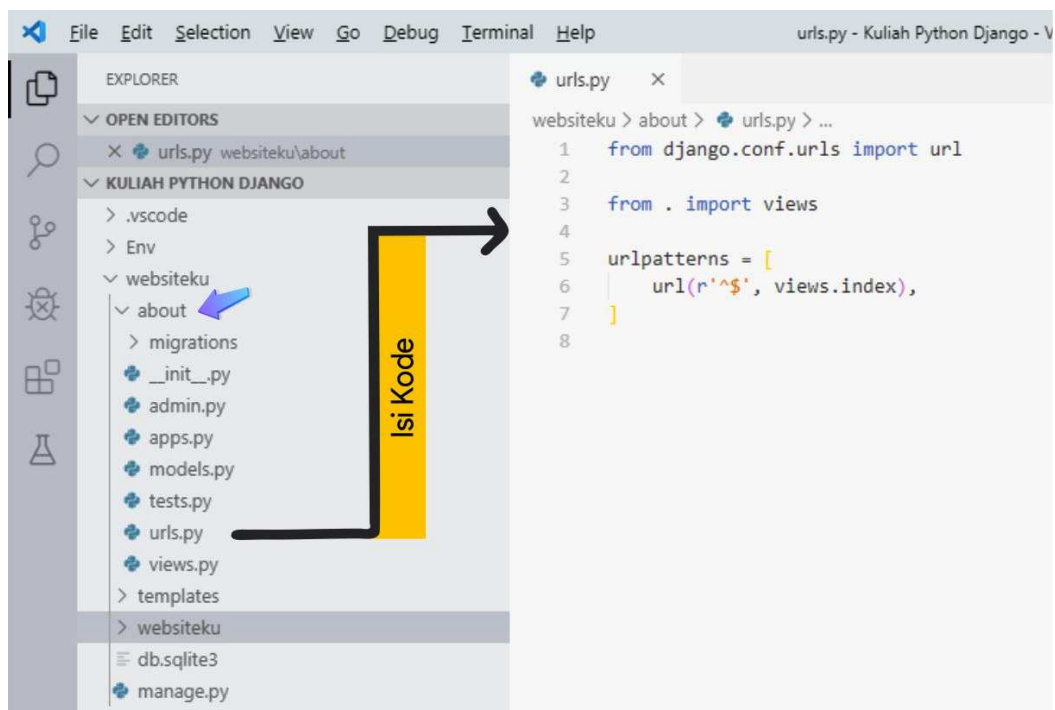 File Edit Selection View Go Debug Terminal Help
urls.py - Kuliah Python Django - V
EXPLORER
OPEN EDITORS
urls.py websiteku\about
KULIAH PYTHON DJANGO
.vscode
Env
websiteku
about
migrations
__init__.py
admin.py
apps.py
models.py
tests.py
urls.py
views.py
templates
websiteku
db.sqlite3
manage.py
Isi Kode
urls.py
websiteku > about > urls.py > ...
1 from django.conf.urls import url
2
3 from . import views
4
5 urlpatterns = [
6 url(r'^$', views.index),
7 ]
8